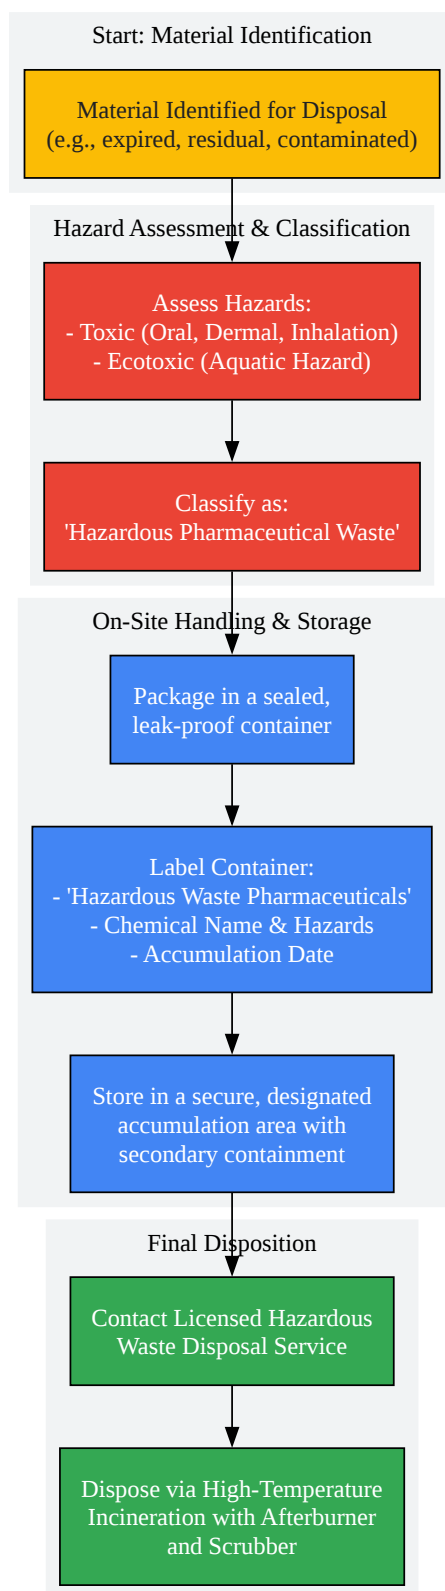 Start: Material Identification
Material Identified for Disposal
(e.g., expired, residual, contaminated)
Hazard Assessment & Classification
Assess Hazards:
- Toxic (Oral, Dermal, Inhalation)
- Ecotoxic (Aquatic Hazard)
Classify as:
'Hazardous Pharmaceutical Waste'
On-Site Handling & Storage
Package in a sealed,
leak-proof container
Label Container:
- 'Hazardous Waste Pharmaceuticals'
- Chemical Name & Hazards
- Accumulation Date
Store in a secure, designated
accumulation area with
secondary containment
Final Disposition
Contact Licensed Hazardous
Waste Disposal Service
Dispose via High-Temperature
Incineration with Afterburner
and Scrubber